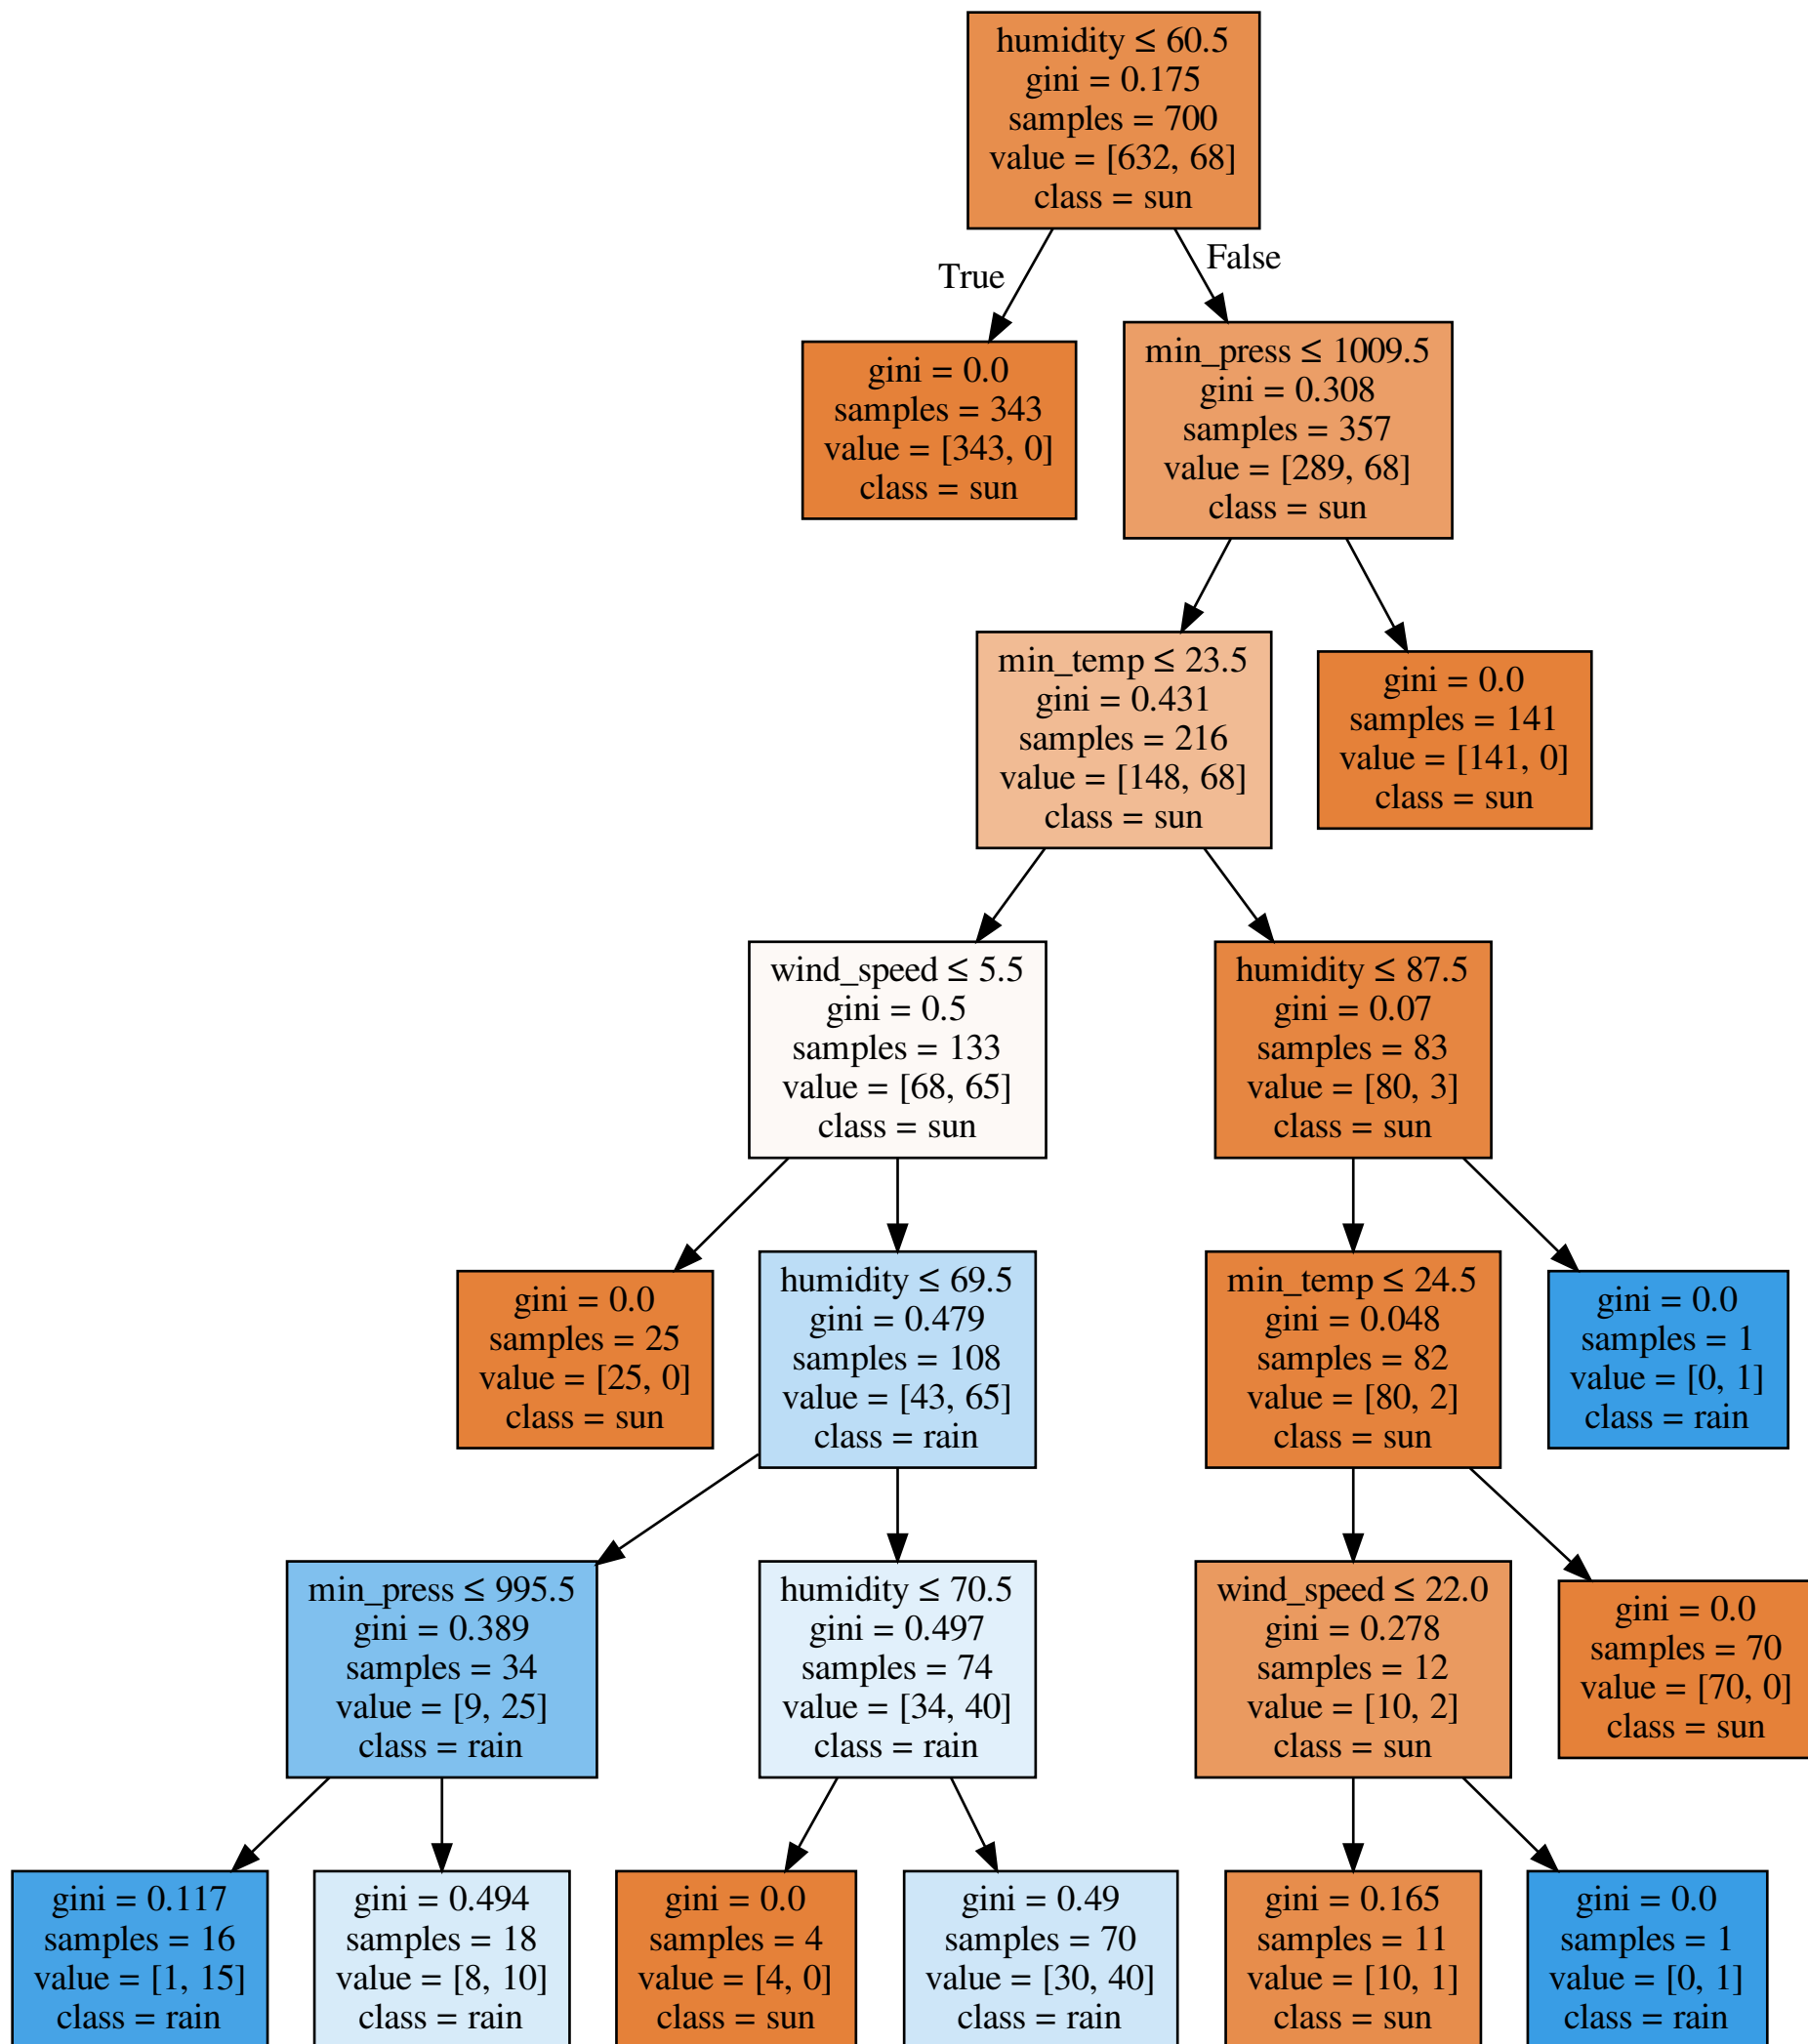 humidity ≤ 60.5
gini = 0.175
samples = 700
value = [632, 68]
class = sun
True
False
gini = 0.0
samples = 343
value = [343, 0]
class = sun
min_press ≤ 1009.5
gini = 0.308
samples = 357
value = [289, 68]
class = sun
min_temp ≤ 23.5
gini = 0.431
samples = 216
value = [148, 68]
class = sun
gini = 0.0
samples = 141
value = [141, 0]
class = sun
wind_speed ≤ 5.5
gini = 0.5
samples = 133
value = [68, 65]
class = sun
humidity ≤ 87.5
gini = 0.07
samples = 83
value = [80, 3]
class = sun
gini = 0.0
samples = 25
value = [25, 0]
class = sun
humidity ≤ 69.5
gini = 0.479
samples = 108
value = [43, 65]
class = rain
min_temp ≤ 24.5
gini = 0.048
samples = 82
value = [80, 2]
class = sun
gini = 0.0
samples = 1
value = [0, 1]
class = rain
min_press ≤ 995.5
gini = 0.389
samples = 34
value = [9, 25]
class = rain
humidity ≤ 70.5
gini = 0.497
samples = 74
value = [34, 40]
class = rain
wind_speed ≤ 22.0
gini = 0.278
samples = 12
value = [10, 2]
class = sun
gini = 0.0
samples = 70
value = [70, 0]
class = sun
gini = 0.117
samples = 16
value = [1, 15]
class = rain
gini = 0.494
samples = 18
value = [8, 10]
class = rain
gini = 0.0
samples = 4
value = [4, 0]
class = sun
gini = 0.49
samples = 70
value = [30, 40]
class = rain
gini = 0.165
samples = 11
value = [10, 1]
class = sun
gini = 0.0
samples = 1
value = [0, 1]
class = rain